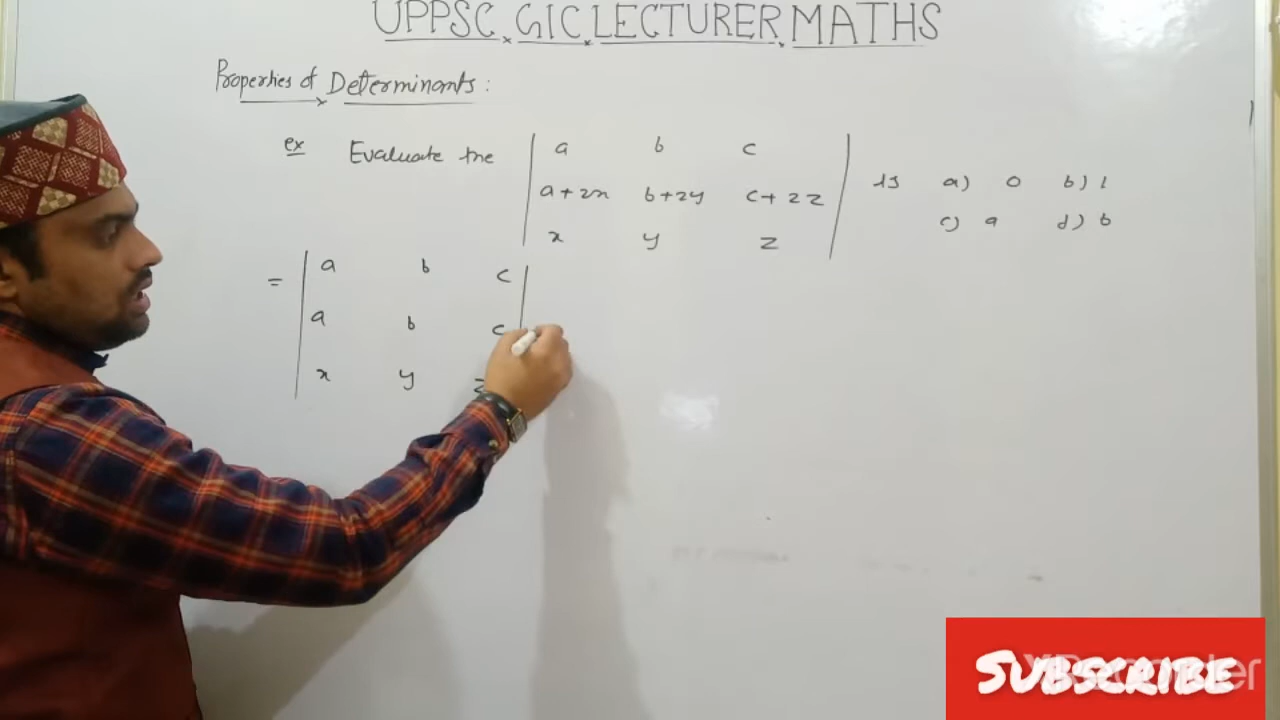 UPPSC GIC LECTURER MATHS
Properties of Determinants :
ex Evaluate the | a b c | is a) 0 b) 1
| a+2x b+2y c+2z | c) a d) b
| x y z |
= | a b c |
| a b c |
| x y z
SUBSCRIBE